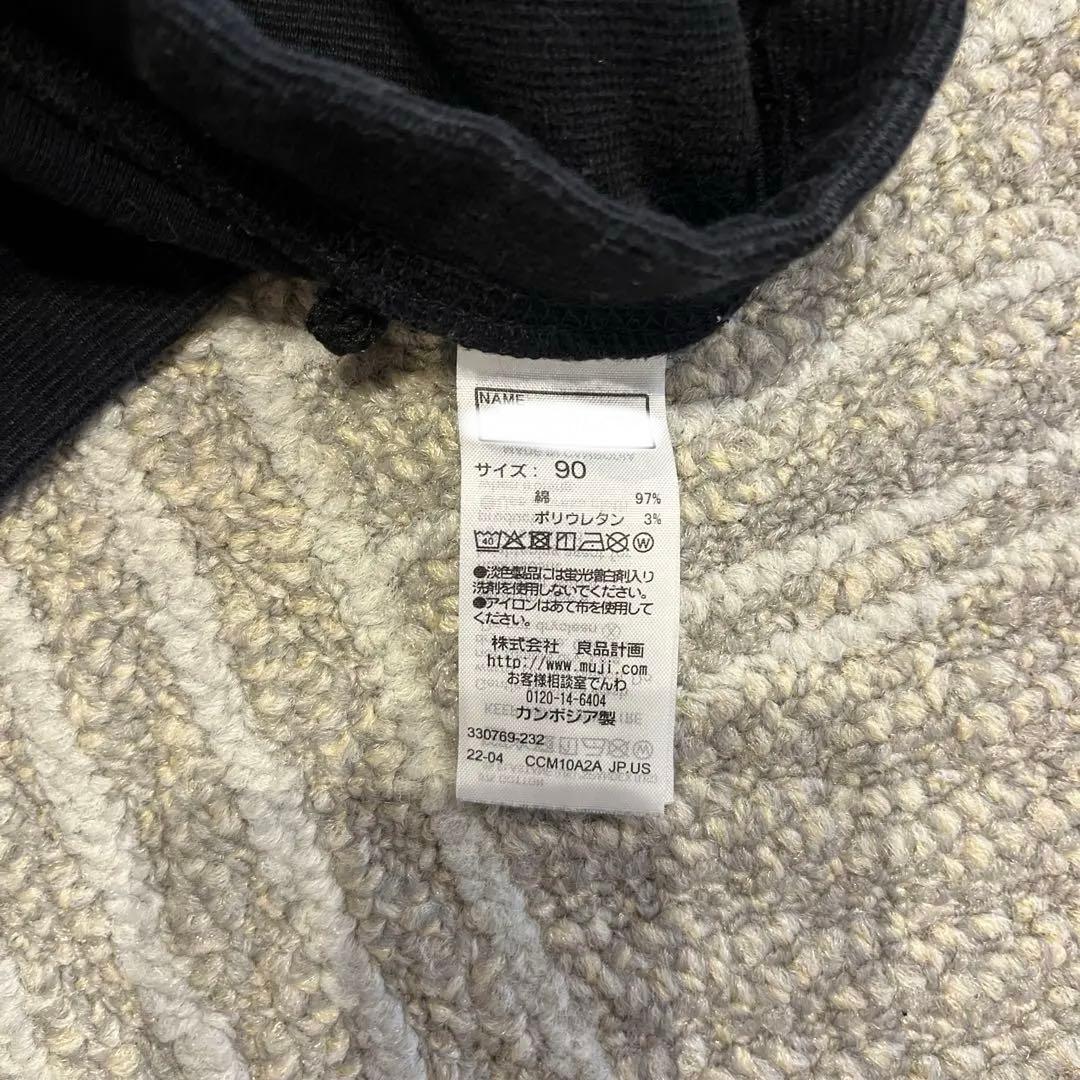 NAME
サイズ： 90
綿 97%
ポリウレタン 3%
40 W
●淡色製品には蛍光増白剤入り
洗剤を使用しないでください。
●アイロンはあて布を使用して
ください。
株式会社 良品計画
http://www.muji.com
お客様相談室でんわ
0120-14-6404
カンボジア製
330769-232
22-04 CCM10A2A JP.US